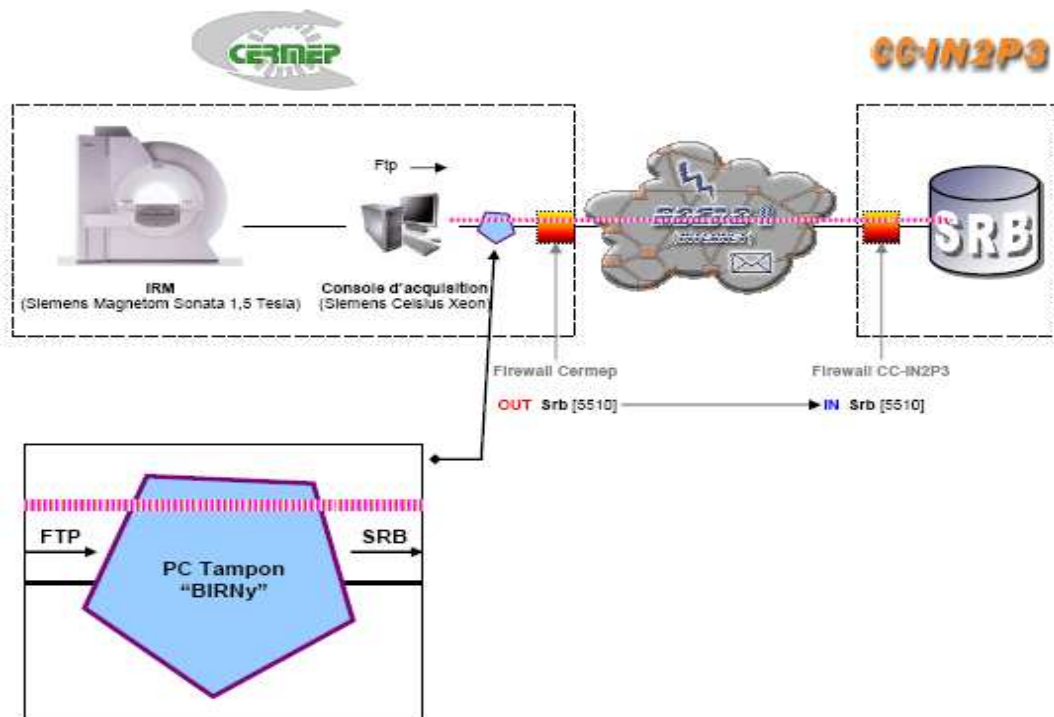 CERMEP
CC-IN2P3
Ftp
SRB
(INTERNET)
IRM
(Siemens Magnetom Sonata 1,5 Tesla)
Console d'acquisition
(Siemens Celsius Xeon)
Firewall Cermep
Firewall CC-IN2P3
OUT Srb [5510]
IN Srb [5510]
FTP
SRB
PC Tampon
"BIRNy"